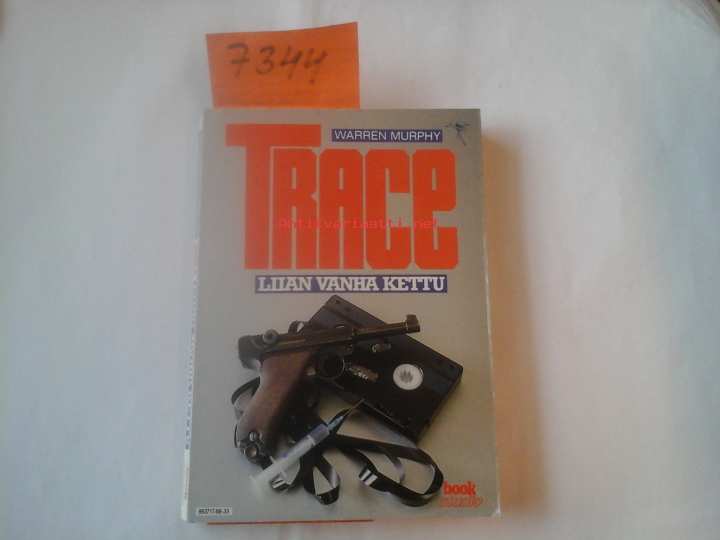 7344
WARREN MURPHY
TRACE
Antikvariaatti.net
LIIAN VANHA KETTU
book
studio